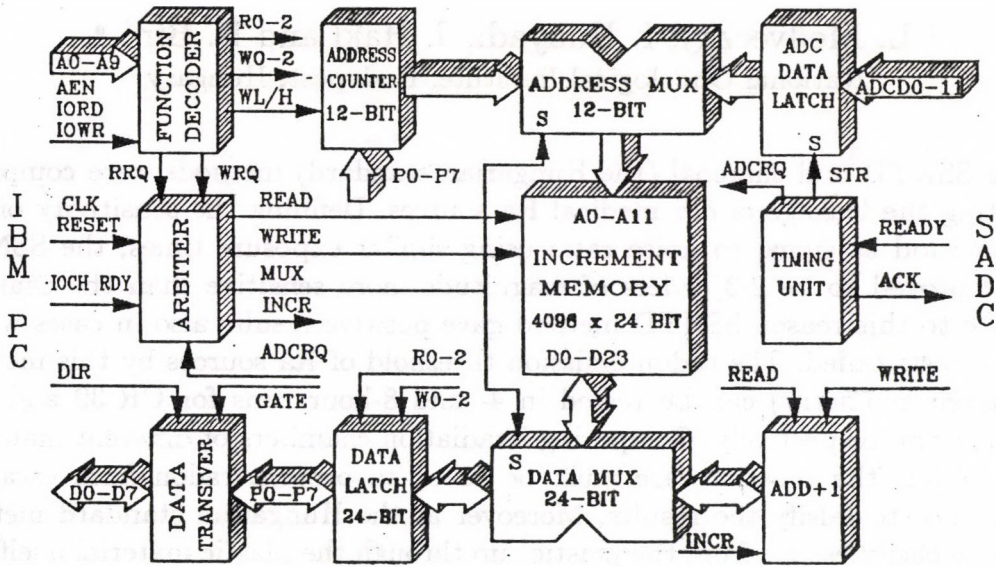 R0-2
W0-2
WL/H
A0-A9
AEN
IORD
IOWR
FUNCTION
DECODER
ADDRESS
COUNTER
12-BIT
ADDRESS MUX
12-BIT
S
ADC
DATA
LATCH
S
ADCD0-11
RRQ
WRQ
P0-P7
ADCRQ
STR
I
B
M
P
C
CLK
RESET
IOCH RDY
ARBITER
READ
WRITE
MUX
INCR
ADCRQ
A0-A1
INCREMENT
MEMORY
4096 x 24 BIT
D0-D23
TIMING
UNIT
READY
ACK
S
A
D
C
DIR
GATE
R0-2
W0-2
READ
WRITE
D0-D7
DATA
TRANSIVER
P0-P7
DATA
LATCH
24-BIT
S
DATA MUX
24-BIT
INCR
ADD+1